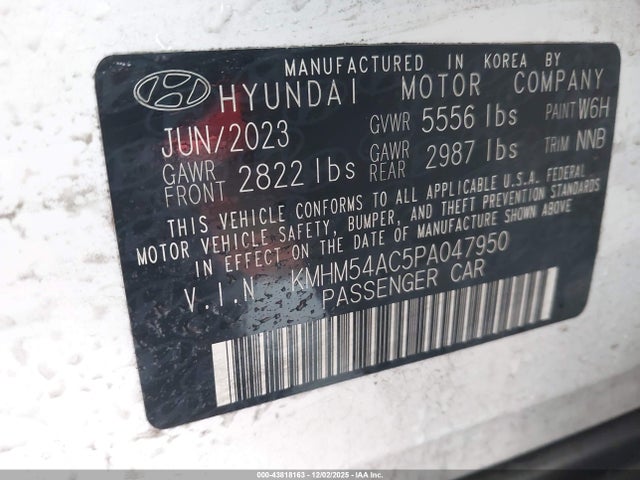 MANUFACTURED IN KOREA BY
HYUNDAI MOTOR COMPANY
JUN/2023 GVWR 5556 lbs PAINT W6H
GAWR FRONT 2822 lbs GAWR REAR 2987 lbs TRIM NNB
THIS VEHICLE CONFORMS TO ALL APPLICABLE U.S.A. FEDERAL
MOTOR VEHICLE SAFETY, BUMPER, AND THEFT PREVENTION STANDARDS
IN EFFECT ON THE DATE OF MANUFACTURE SHOWN ABOVE.
V.I.N KMHM54AC5PA047950
PASSENGER CAR
000-43818163 • 12/02/2025 - IAA Inc. - Copart